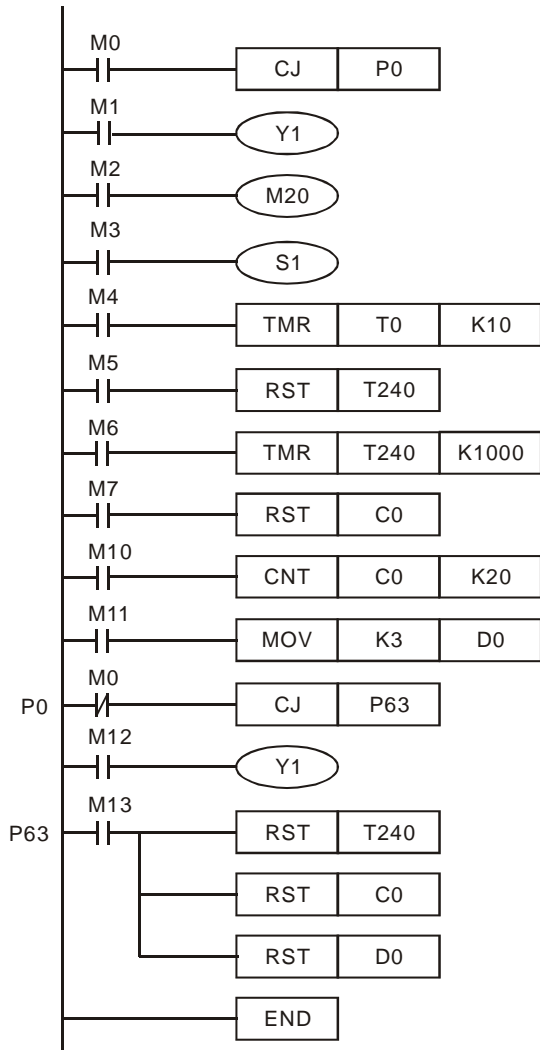 M0
CJ P0
M1
Y1
M2
M20
M3
S1
M4
TMR T0 K10
M5
RST T240
M6
TMR T240 K1000
M7
RST C0
M10
CNT C0 K20
M11
MOV K3 D0
M0
P0 CJ P63
M12
Y1
M13
P63 RST T240
RST C0
RST D0
END